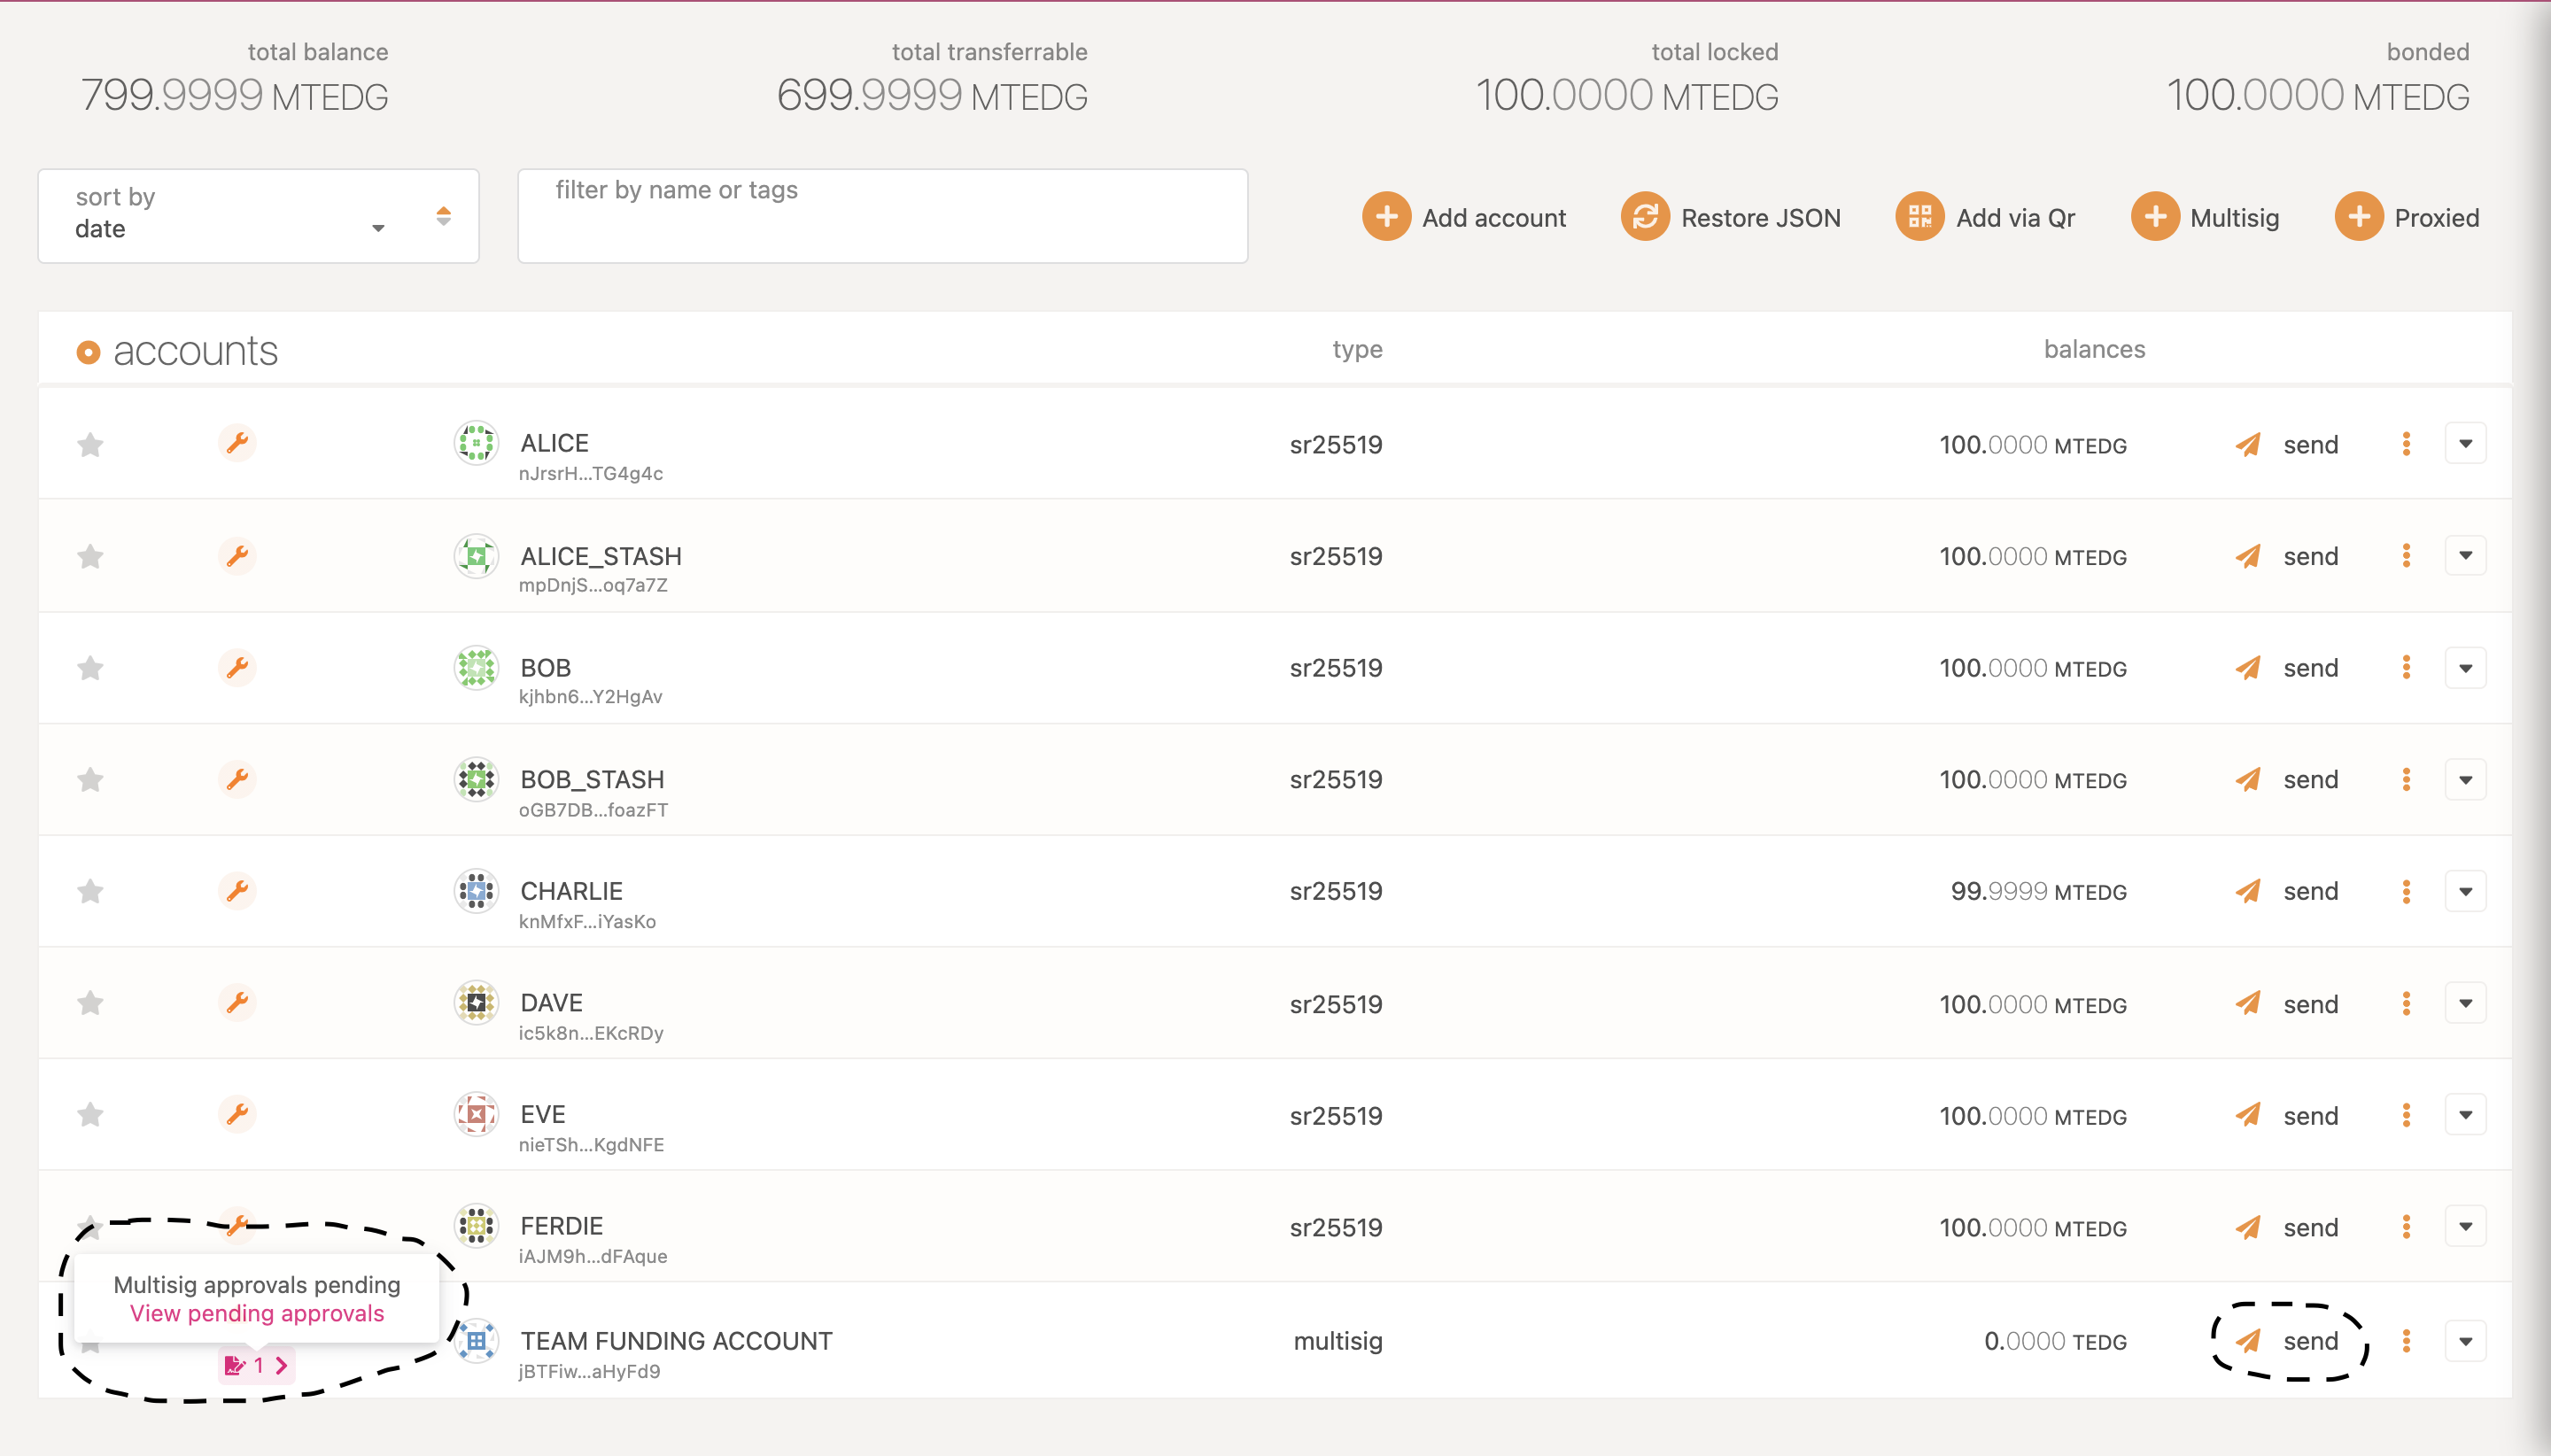 total balance
799.9999 MTEDG
total transferrable
699.9999 MTEDG
total locked
100.0000 MTEDG
bonded
100.0000 MTEDG
sort by
date
filter by name or tags
Add account
Restore JSON
Add via Qr
Multisig
Proxied
accounts type balances
ALICE sr25519 100.0000 MTEDG send
nJrsrH...TG4g4c
ALICE_STASH sr25519 100.0000 MTEDG send
mpDnjS...oq7a7Z
BOB sr25519 100.0000 MTEDG send
kjhbn6...Y2HgAv
BOB_STASH sr25519 100.0000 MTEDG send
oGB7DB...foazFT
CHARLIE sr25519 99.9999 MTEDG send
knMfxF...iYasKo
DAVE sr25519 100.0000 MTEDG send
ic5k8n...EKcRDy
EVE sr25519 100.0000 MTEDG send
nieTSh...KgdNFE
FERDIE sr25519 100.0000 MTEDG send
iAJM9h...dFAque
Multisig approvals pending
View pending approvals
1
TEAM FUNDING ACCOUNT multisig 0.0000 TEDG send
jBTFiw...aHyFd9